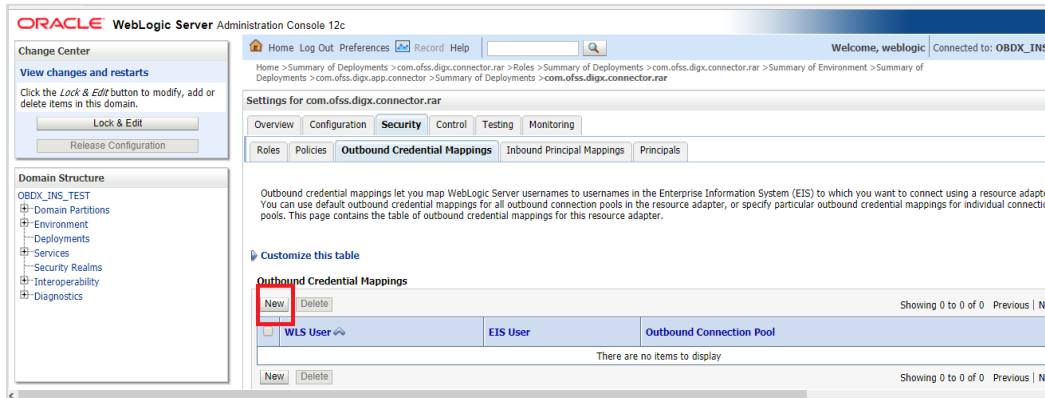 ORACLE WebLogic Server Administration Console 12c
Change Center
View changes and restarts
Click the Lock & Edit button to modify, add or
delete items in this domain.
Lock & Edit
Release Configuration
Domain Structure
OBDX_INS_TEST
Domain Partitions
Environment
Deployments
Services
Security Realms
Interoperability
Diagnostics
Home Log Out Preferences Record Help
Welcome, weblogic Connected to: OBDX_INS
Home >Summary of Deployments >com.ofss.digx.connector.rar >Roles >Summary of Deployments >com.ofss.digx.connector.rar >Summary of Environment >Summary of
Deployments >com.ofss.digx.app.connector >Summary of Deployments >com.ofss.digx.connector.rar
Settings for com.ofss.digx.connector.rar
Overview Configuration Security Control Testing Monitoring
Roles Policies Outbound Credential Mappings Inbound Principal Mappings Principals
Outbound credential mappings let you map WebLogic Server usernames to usernames in the Enterprise Information System (EIS) to which you want to connect using a resource adapt
You can use default outbound credential mappings for all outbound connection pools in the resource adapter, or specify particular outbound credential mappings for individual connecti
pools. This page contains the table of outbound credential mappings for this resource adapter.
Customize this table
Outbound Credential Mappings
New Delete Showing 0 to 0 of 0 Previous | N
WLS User EIS User Outbound Connection Pool
There are no items to display
New Delete Showing 0 to 0 of 0 Previous | N